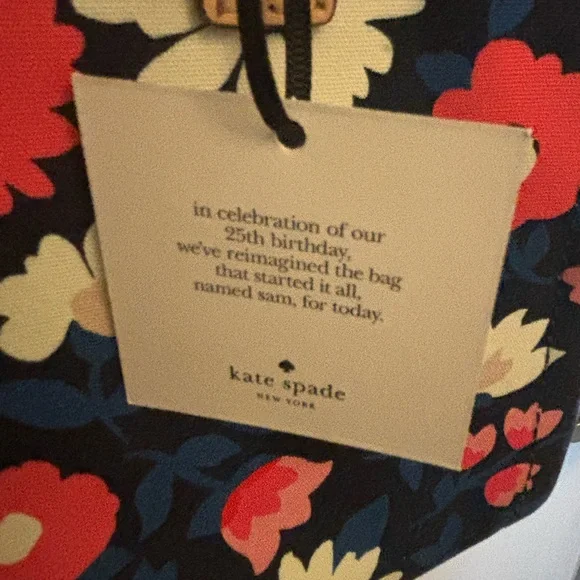 in celebration of our
25th birthday,
we've reimagined the bag
that started it all,
named sam, for today.
kate spade
NEW YORK